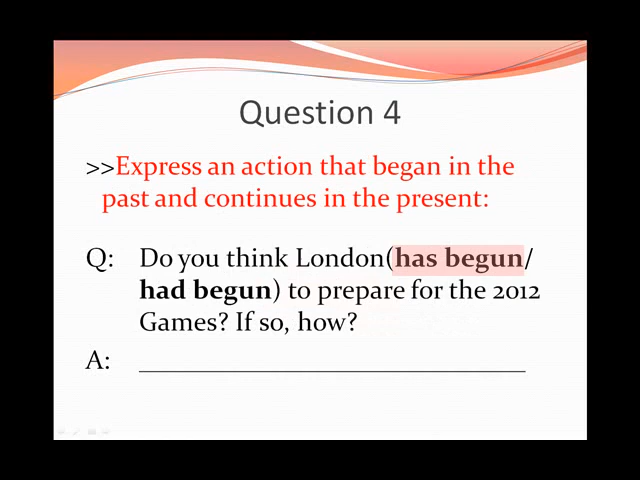 Question 4
>>Express an action that began in the
past and continues in the present:
Q: Do you think London(has begun/
had begun) to prepare for the 2012
Games? If so, how?
A: ______________________________